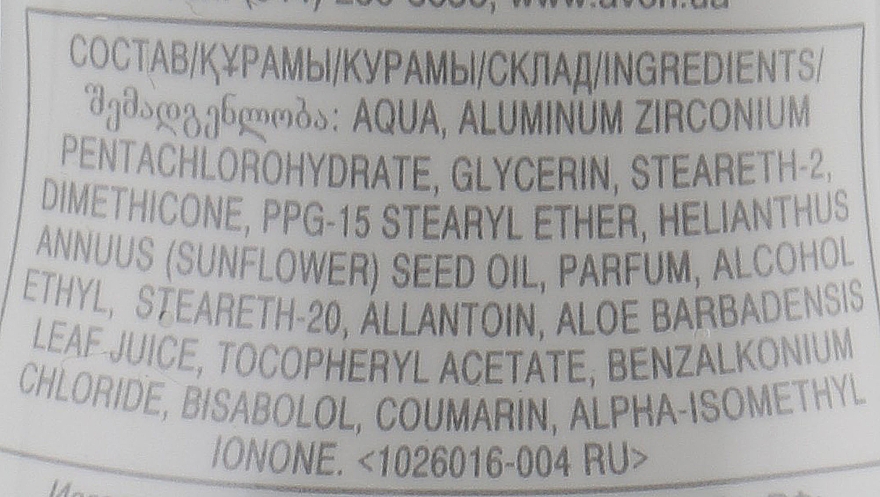 СОСТАВ/ҚҰРАМЫ/КУРАМЫ/СКЛАД/INGREDIENTS/
შემადგენლობა: AQUA, ALUMINUM ZIRCONIUM
PENTACHLOROHYDRATE, GLYCERIN, STEARETH-2,
DIMETHICONE, PPG-15 STEARYL ETHER, HELIANTHUS
ANNUUS (SUNFLOWER) SEED OIL, PARFUM, ALCOHOL
ETHYL, STEARETH-20, ALLANTOIN, ALOE BARBADENSIS
LEAF JUICE, TOCOPHERYL ACETATE, BENZALKONIUM
CHLORIDE, BISABOLOL, COUMARIN, ALPHA-ISOMETHYL
IONONE. <1026016-004 RU>